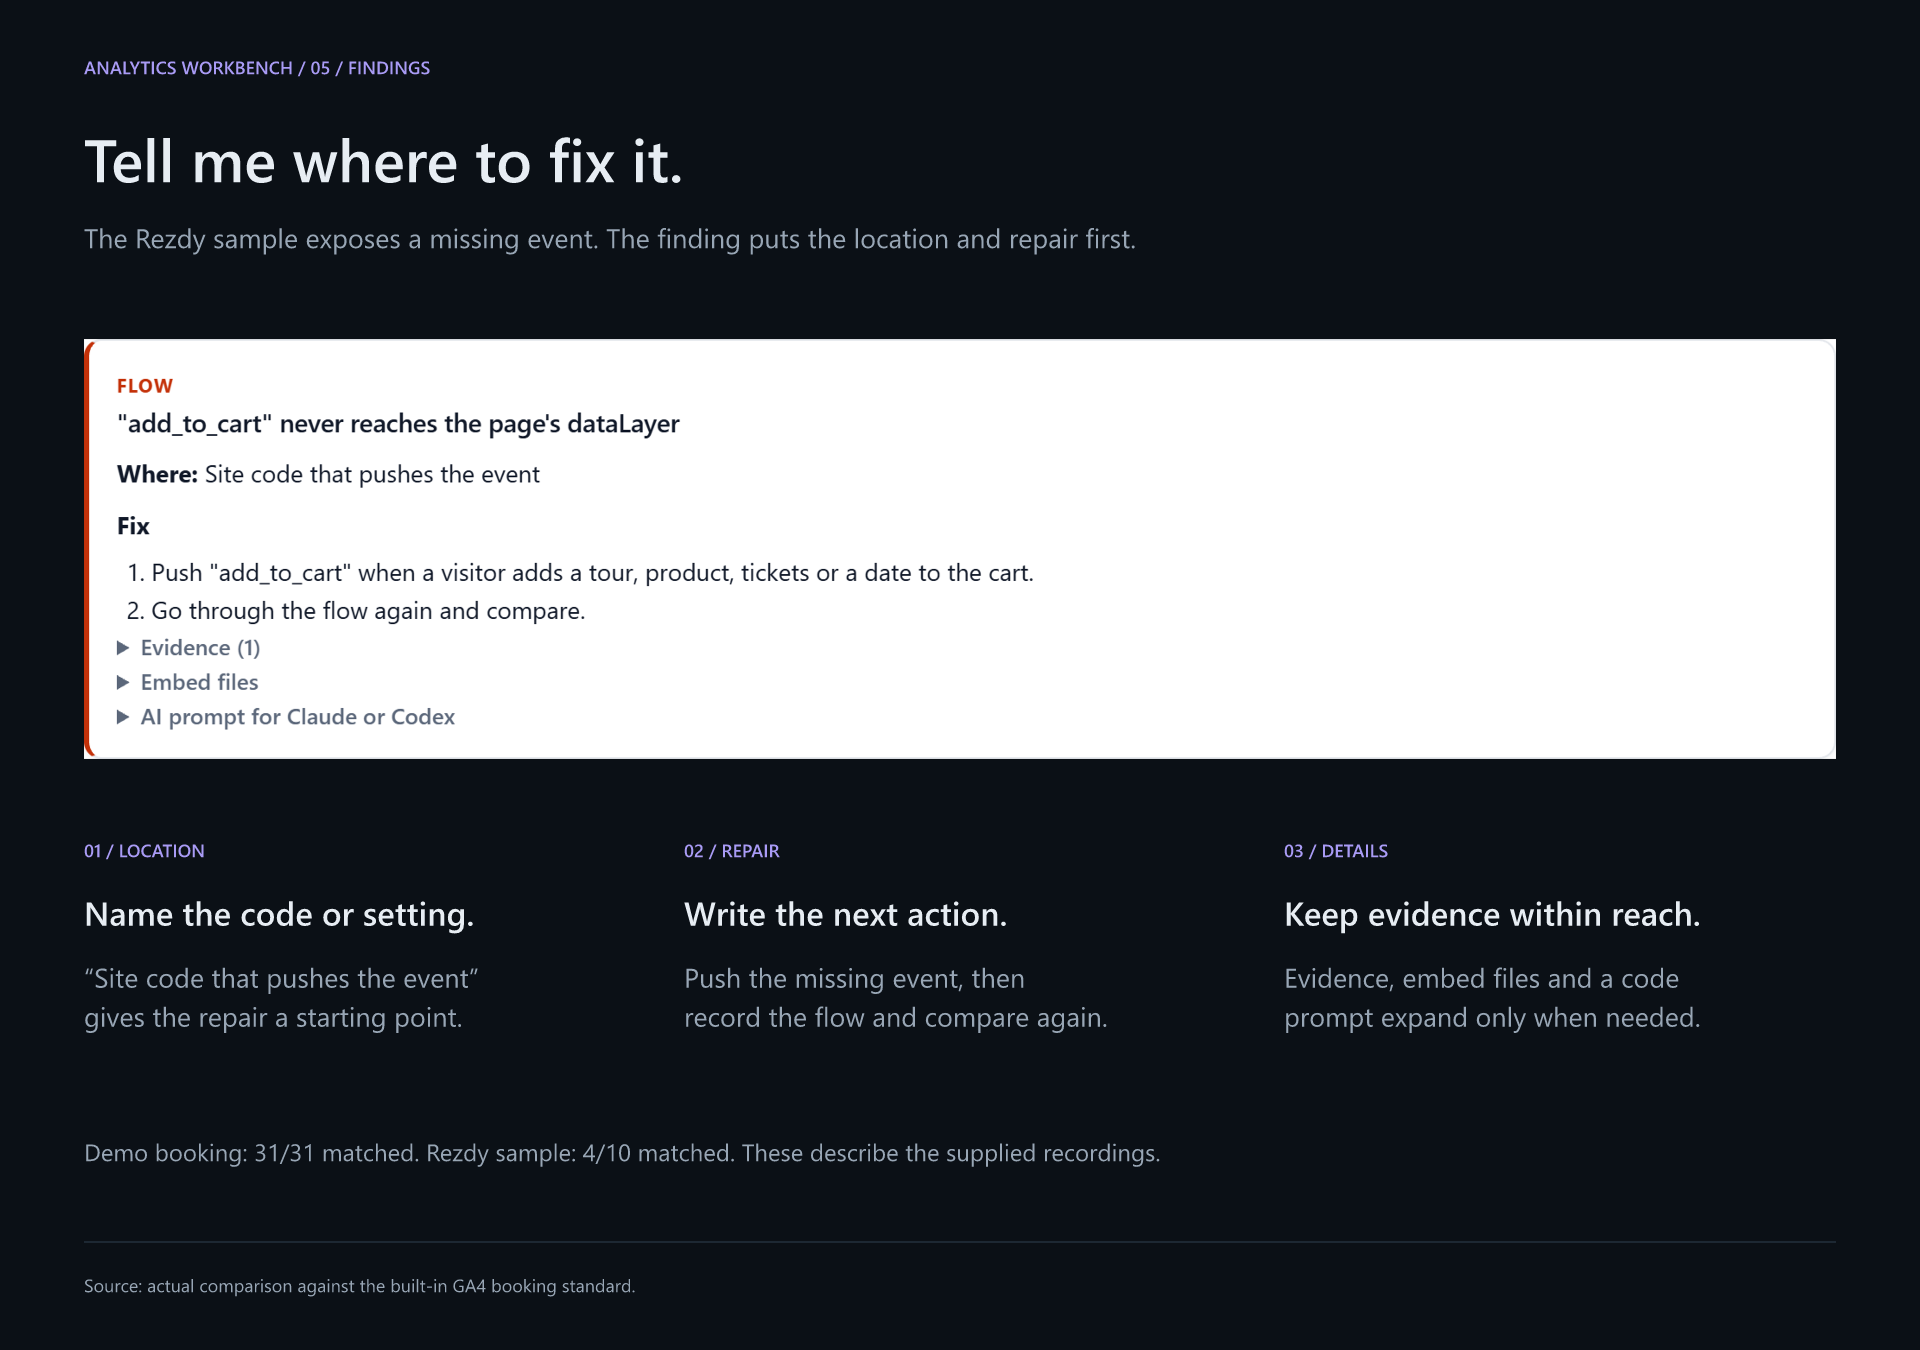 ANALYTICS WORKBENCH / 05 / FINDINGS
Tell me where to fix it.
The Rezdy sample exposes a missing event. The finding puts the location and repair first.
FLOW
"add_to_cart" never reaches the page's dataLayer
Where: Site code that pushes the event
Fix
1. Push "add_to_cart" when a visitor adds a tour, product, tickets or a date to the cart.
2. Go through the flow again and compare.
▶ Evidence (1)
▶ Embed files
▶ AI prompt for Claude or Codex
01 / LOCATION
Name the code or setting.
“Site code that pushes the event”
gives the repair a starting point.
02 / REPAIR
Write the next action.
Push the missing event, then
record the flow and compare again.
03 / DETAILS
Keep evidence within reach.
Evidence, embed files and a code
prompt expand only when needed.
Demo booking: 31/31 matched. Rezdy sample: 4/10 matched. These describe the supplied recordings.
Source: actual comparison against the built-in GA4 booking standard.